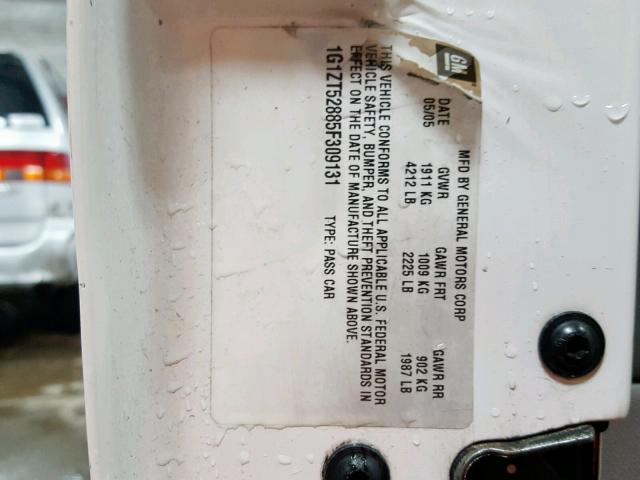 GM
MFD BY GENERAL MOTORS CORP
DATE GVWR GAWR FRT GAWR RR
05/05 1911 KG 1009 KG 902 KG
4212 LB 2225 LB 1987 LB
THIS VEHICLE CONFORMS TO ALL APPLICABLE U.S. FEDERAL MOTOR
VEHICLE SAFETY, BUMPER, AND THEFT PREVENTION STANDARDS IN
EFFECT ON THE DATE OF MANUFACTURE SHOWN ABOVE.
1G1ZT52885F309131 TYPE: PASS CAR